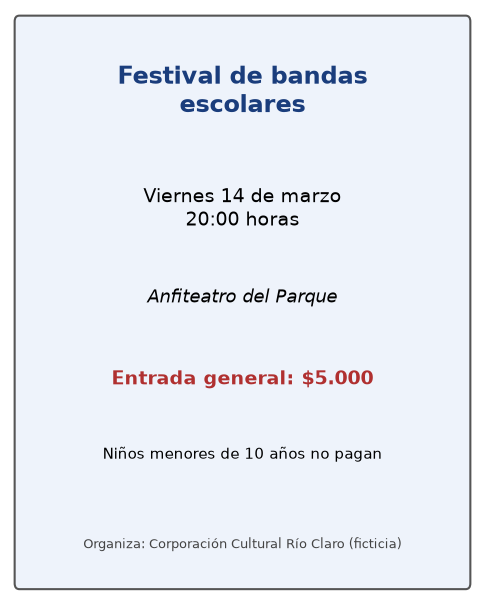 Festival de bandas
escolares
Viernes 14 de marzo
20:00 horas
Anfiteatro del Parque
Entrada general: $5.000
Niños menores de 10 años no pagan
Organiza: Corporación Cultural Río Claro (ficticia)